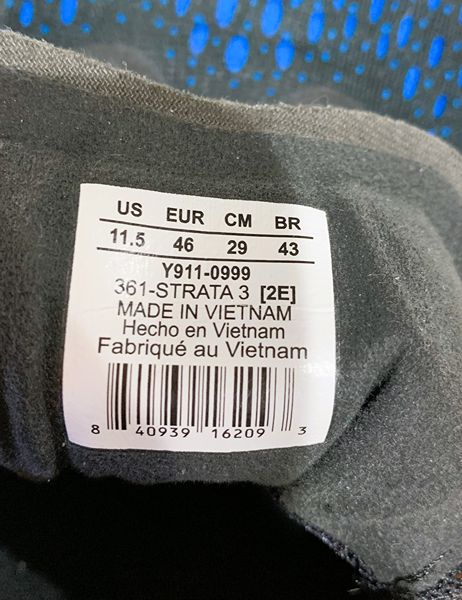 US EUR CM BR
11.5 46 29 43
Y911-0999
361-STRATA 3 [2E]
MADE IN VIETNAM
Hecho en Vietnam
Fabriqué au Vietnam
8 40939 16209 3